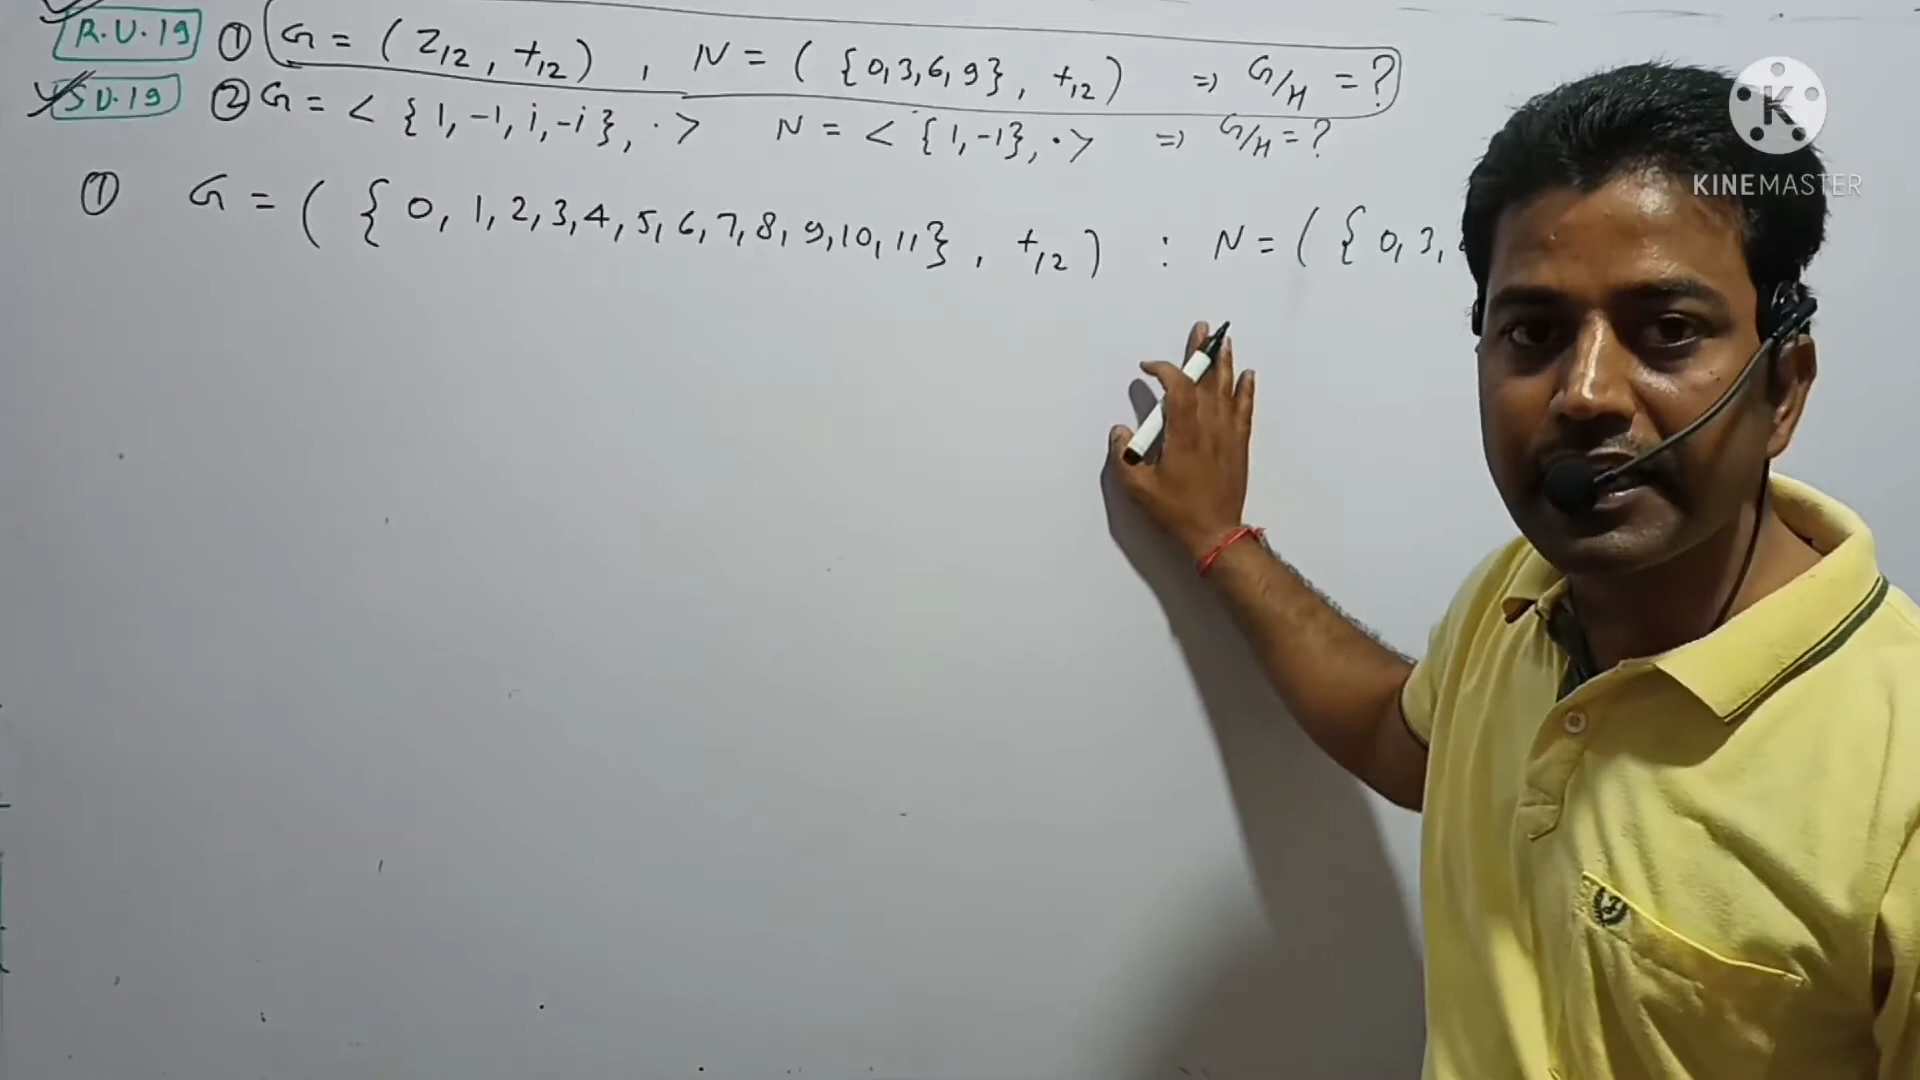 R.U.19 ① G = ( Z12 , +12 ) , N = ( {0,3,6,9} , +12 ) ⇒ G/H = ?
S U.19 ② G = < {1,-1,i,-i}, · > N = < {1,-1}, · > ⇒ G/H = ?
① G = ( { 0, 1, 2, 3, 4, 5, 6, 7, 8, 9, 10, 11 } , +12 ) : N = ( { 0, 3,
K
KINEMASTER